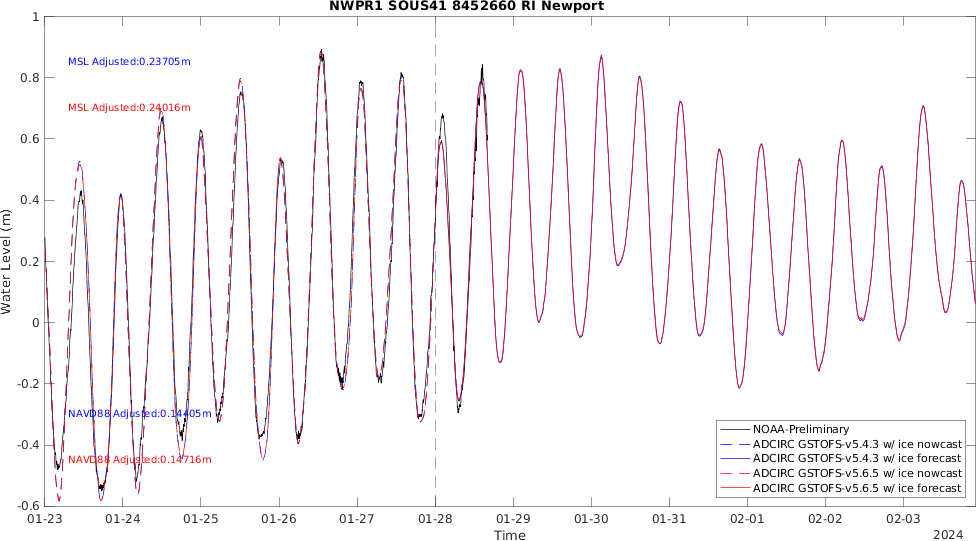 NWPR1 SOUS41 8452660 RI Newport
1
0.8
0.6
0.4
0.2
0
-0.2
-0.4
-0.6
Water Level (m)
MSL Adjusted:0.23705m
MSL Adjusted:0.24016m
NAVD88 Adjusted:0.14405m
NAVD88 Adjusted:0.14716m
NOAA-Preliminary
ADCIRC GSTOFS-v5.4.3 w/ ice nowcast
ADCIRC GSTOFS-v5.4.3 w/ ice forecast
ADCIRC GSTOFS-v5.6.5 w/ ice nowcast
ADCIRC GSTOFS-v5.6.5 w/ ice forecast
01-23 01-24 01-25 01-26 01-27 01-28 01-29 01-30 01-31 02-01 02-02 02-03
Time
2024